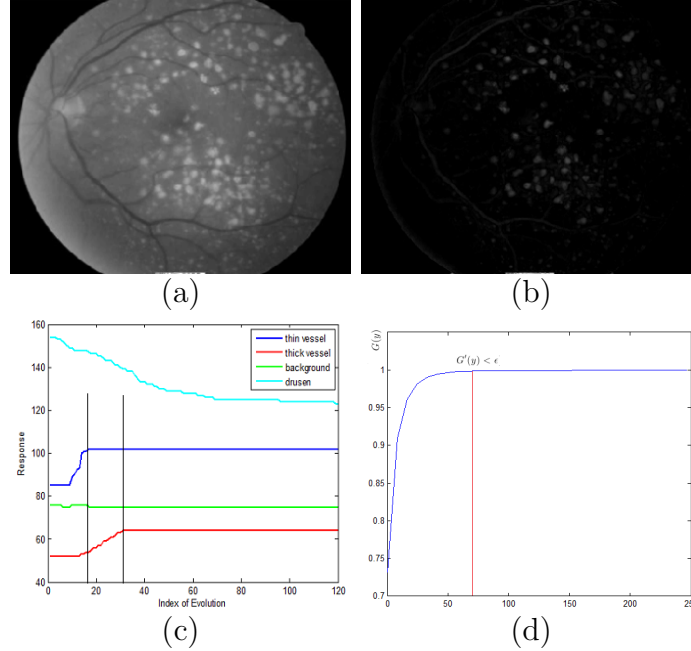 (a)
(b)
160
140
120
100
80
60
40
Response
thin vessel
thick vessel
background
drusen
0 20 40 60 80 100 120
Index of Evolution
(c)
G(y)
G'(y) < ϵ
1
0.95
0.9
0.85
0.8
0.75
0.7
0 50 100 150 200 250
(d)